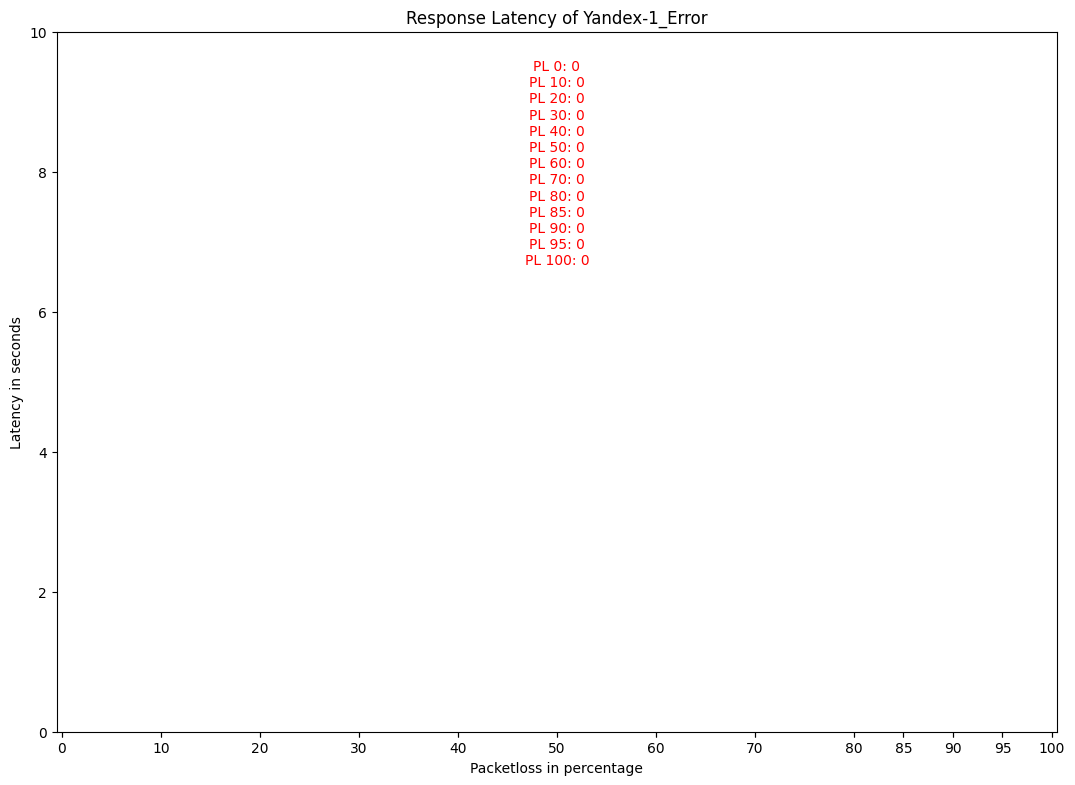 Response Latency of Yandex-1_Error
10
PL 0: 0
PL 10: 0
PL 20: 0
PL 30: 0
PL 40: 0
PL 50: 0
PL 60: 0
PL 70: 0
PL 80: 0
PL 85: 0
PL 90: 0
PL 95: 0
PL 100: 0
8
6
4
2
0
Latency in seconds
0 10 20 30 40 50 60 70 80 85 90 95 100
Packetloss in percentage